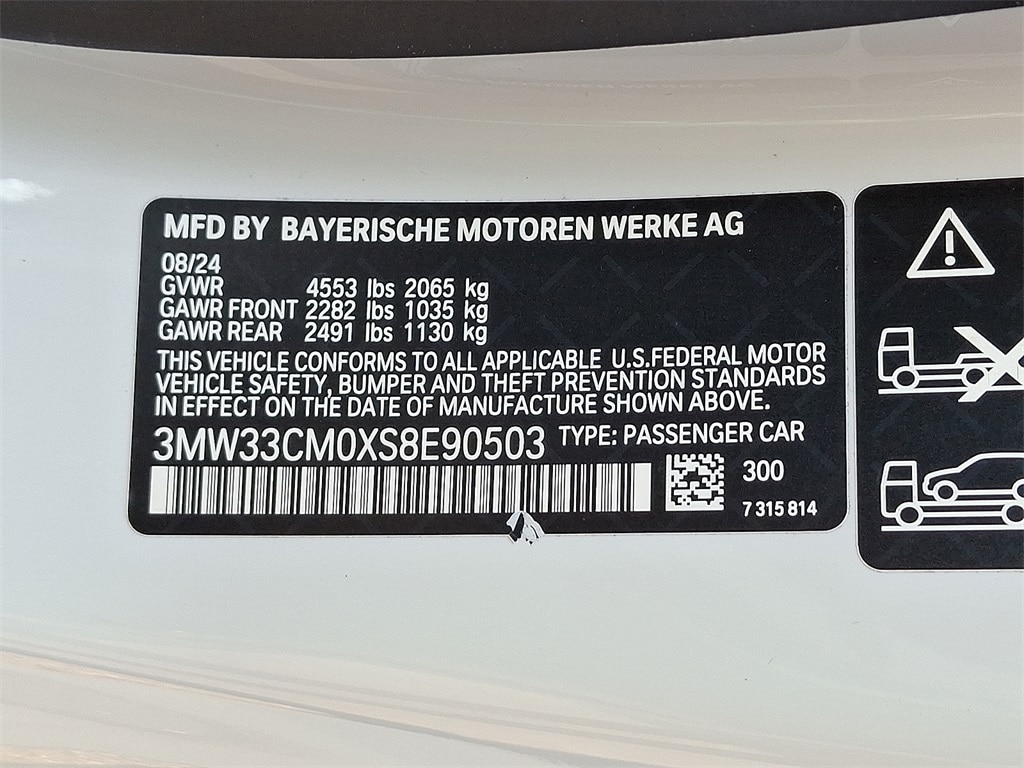 MFD BY BAYERISCHE MOTOREN WERKE AG
08/24
GVWR 4553 lbs 2065 kg
GAWR FRONT 2282 lbs 1035 kg
GAWR REAR 2491 lbs 1130 kg
THIS VEHICLE CONFORMS TO ALL APPLICABLE U.S.FEDERAL MOTOR
VEHICLE SAFETY, BUMPER AND THEFT PREVENTION STANDARDS
IN EFFECT ON THE DATE OF MANUFACTURE SHOWN ABOVE.
3MW33CM0XS8E90503 TYPE: PASSENGER CAR
300
7 315 814